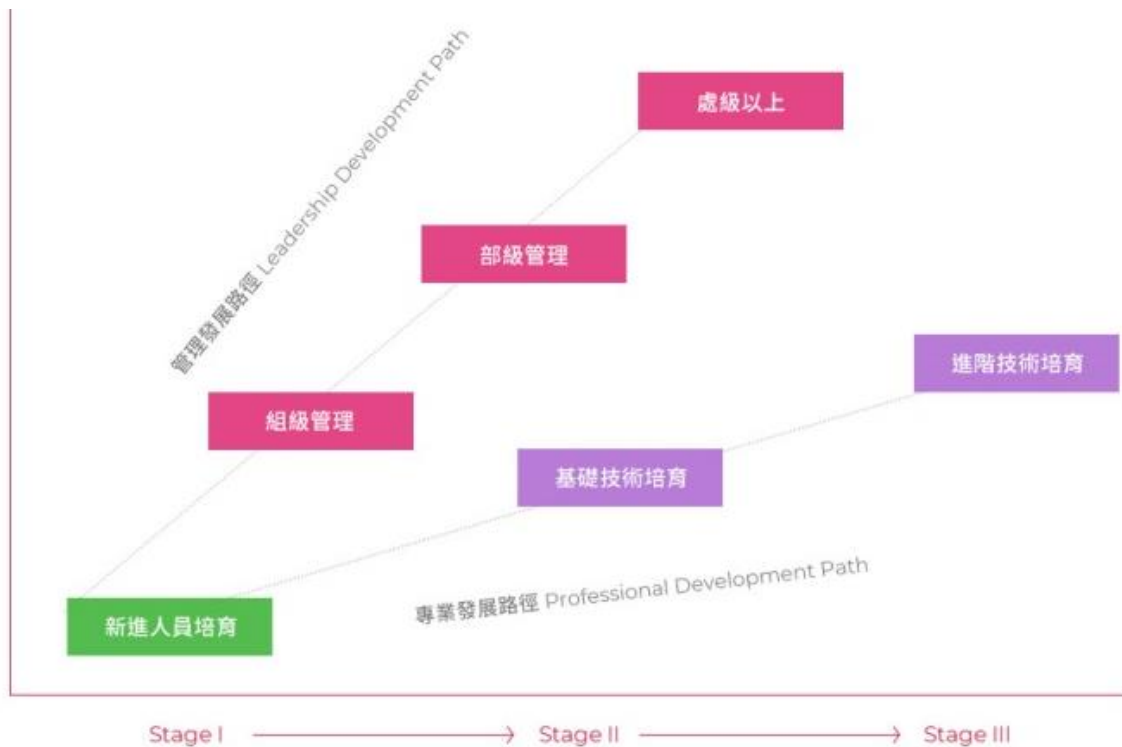 管理發展路徑 Leadership Development Path
處級以上
部級管理
進階技術培育
組級管理
基礎技術培育
專業發展路徑 Professional Development Path
新進人員培育
Stage I
Stage II
Stage III